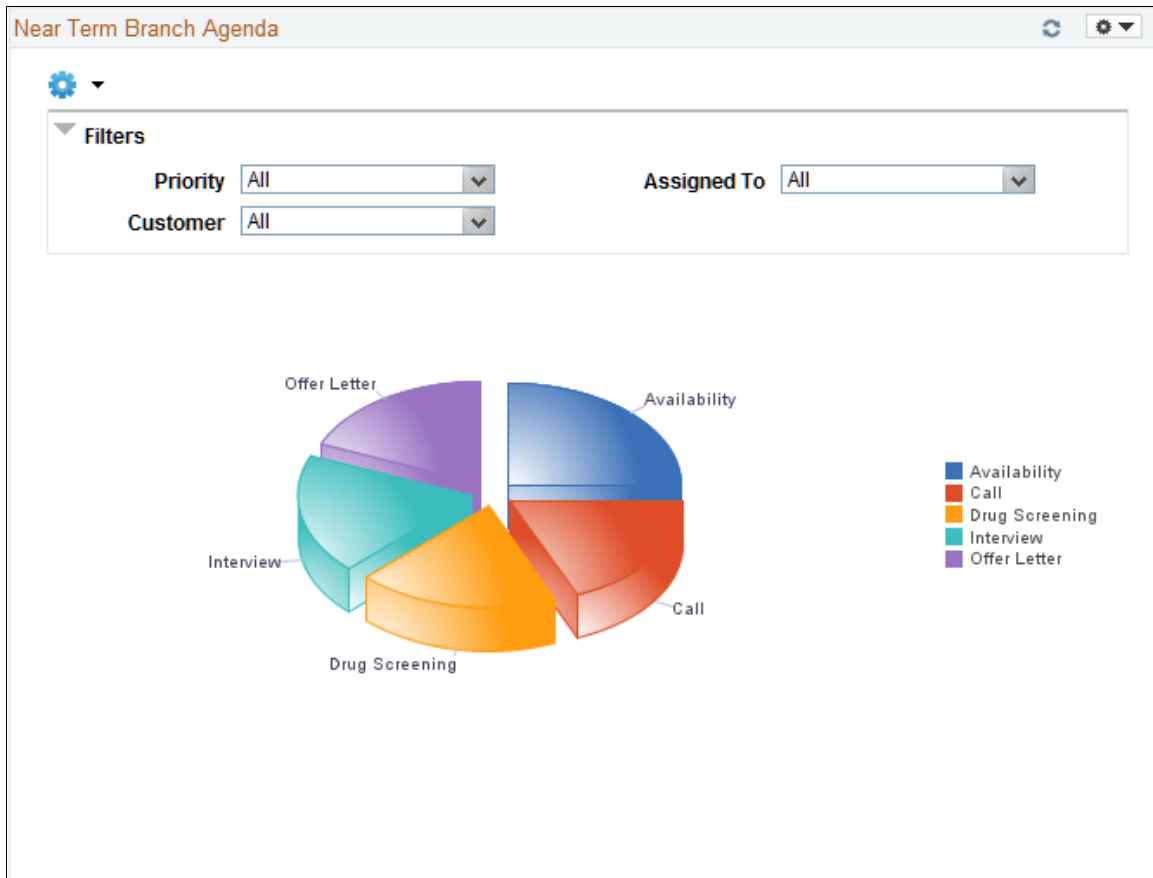 Near Term Branch Agenda
Filters
Priority All Assigned To All
Customer All
Offer Letter
Availability
Interview
Call
Drug Screening
Availability
Call
Drug Screening
Interview
Offer Letter